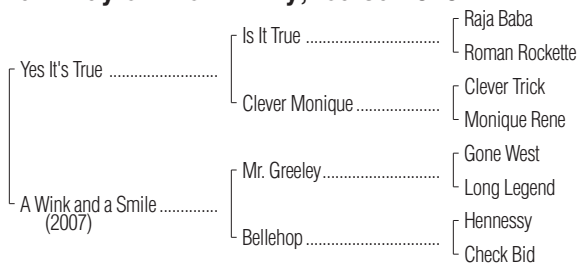 Raja Baba
Is It True ..........................
Roman Rockette
Yes It's True .........................
Clever Trick
Clever Monique ....................
Monique Rene
Gone West
Mr. Greeley...........................
Long Legend
A Wink and a Smile .............
(2007)
Hennessy
Bellehop ...............................
Check Bid